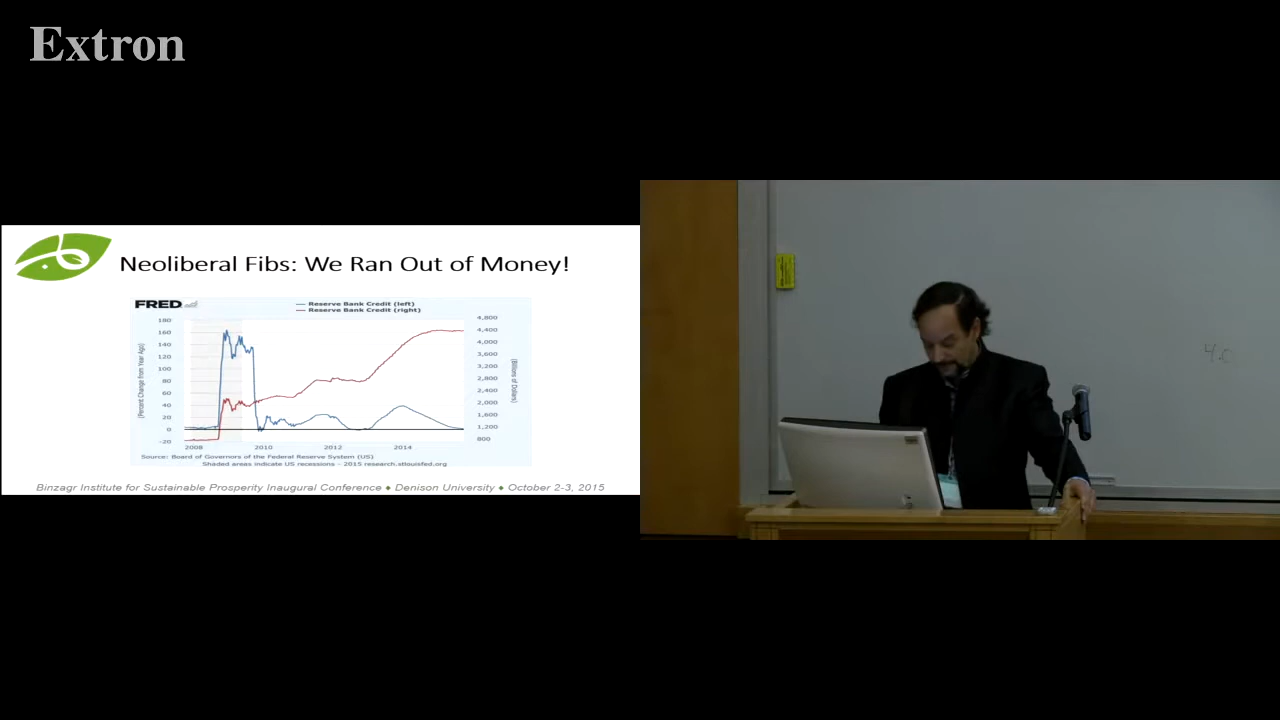 Extron
Neoliberal Fibs: We Ran Out of Money!
FRED
Reserve Bank Credit (left)
Reserve Bank Credit (right)
180
160
140
120
100
80
60
40
20
0
-20
(Percent Change from Year Ago)
4,800
4,400
4,000
3,600
3,200
2,800
2,400
2,000
1,600
1,200
800
(Billions of Dollars)
2008 2010 2012 2014
Source: Board of Governors of the Federal Reserve System (US)
Shaded areas indicate US recessions - 2015 research.stlouisfed.org
Binzagr Institute for Sustainable Prosperity Inaugural Conference ♦ Denison University ♦ October 2-3, 2015